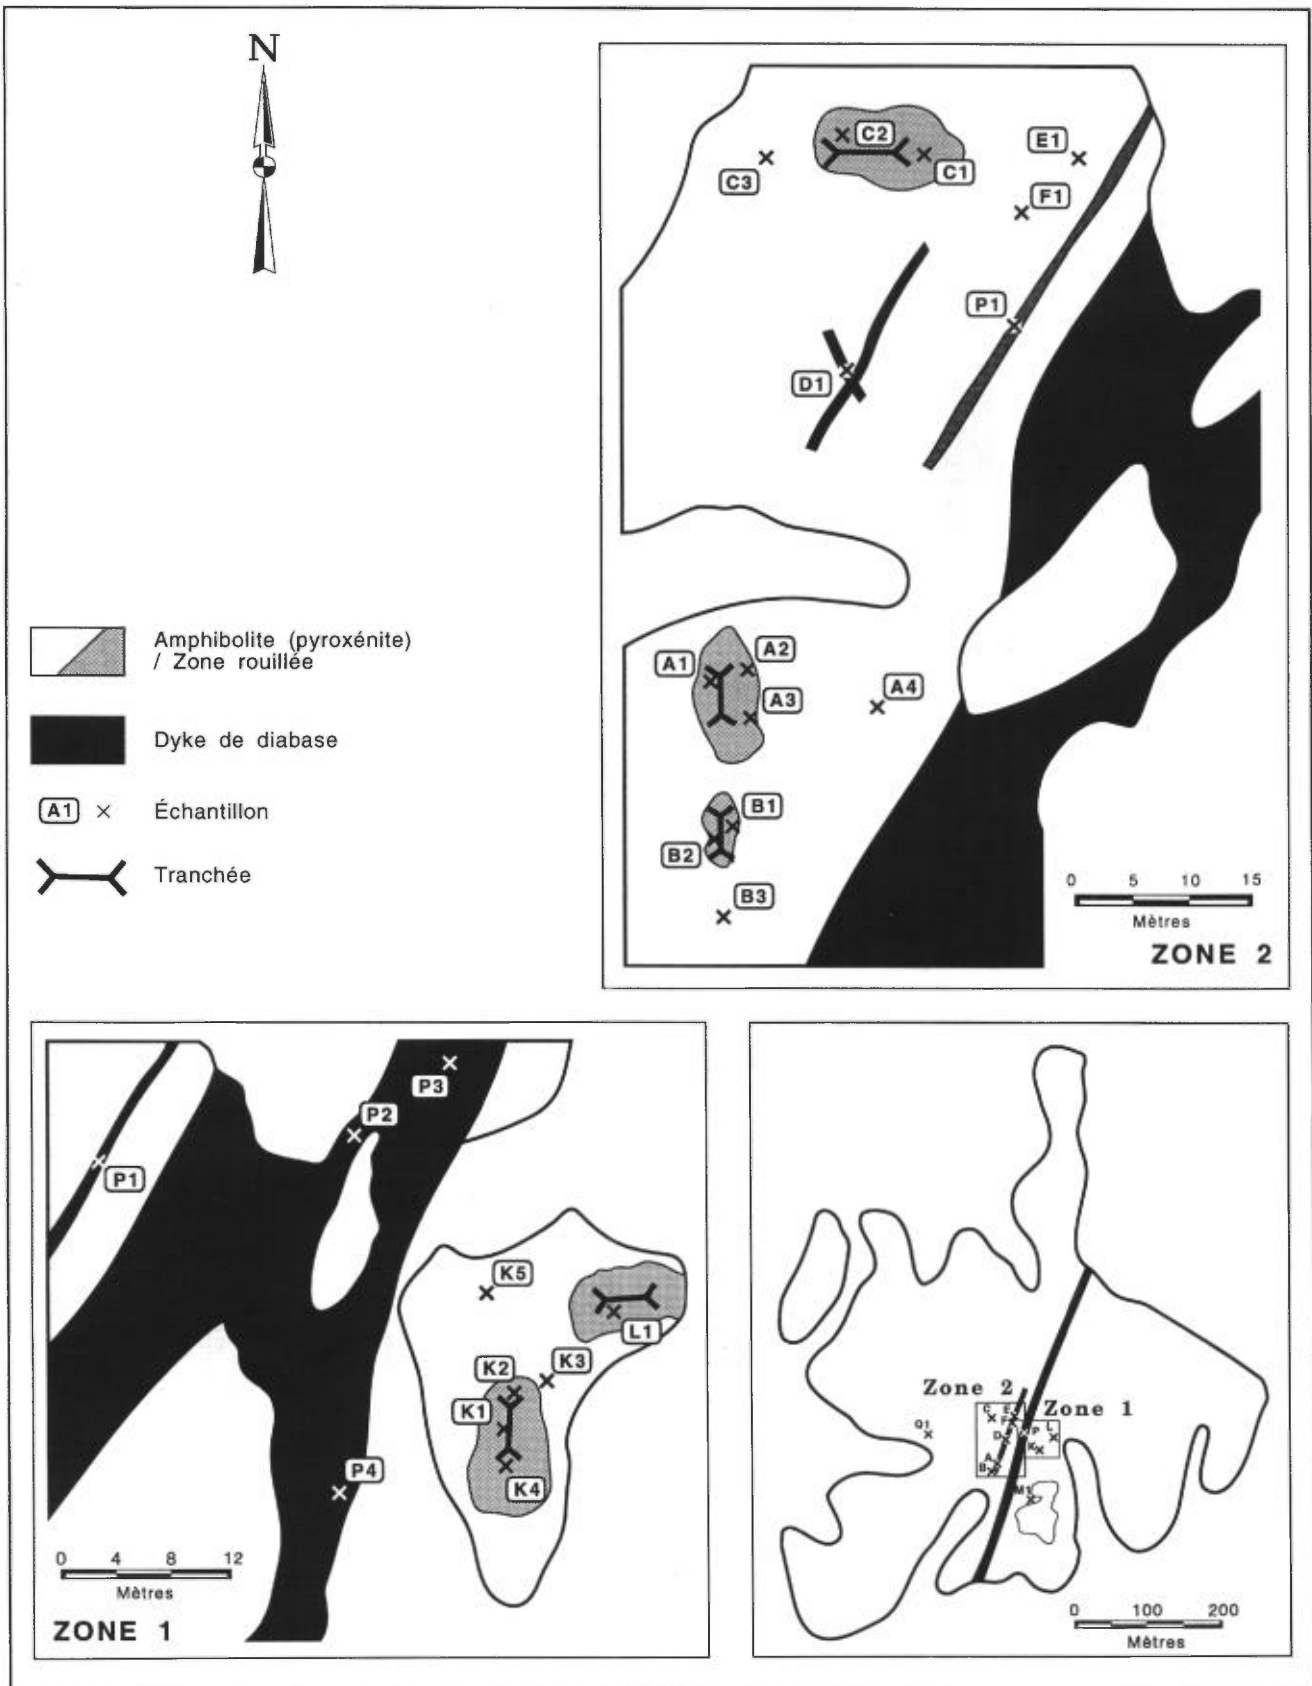 N
C2
C1
C3
E1
F1
P1
D1
A1
A2
A3
A4
B1
B2
B3
0 5 10 15
Mètres
ZONE 2
Amphibolite (pyroxénite)
/ Zone rouillée
Dyke de diabase
A1
Échantillon
Tranchée
P3
P2
P1
K5
L1
K3
K2
K1
K4
P4
0 4 8 12
Mètres
ZONE 1
Zone 2
Zone 1
Q1
C
E
F
D
A
B
P
L
K
M1
0 100 200
Mètres